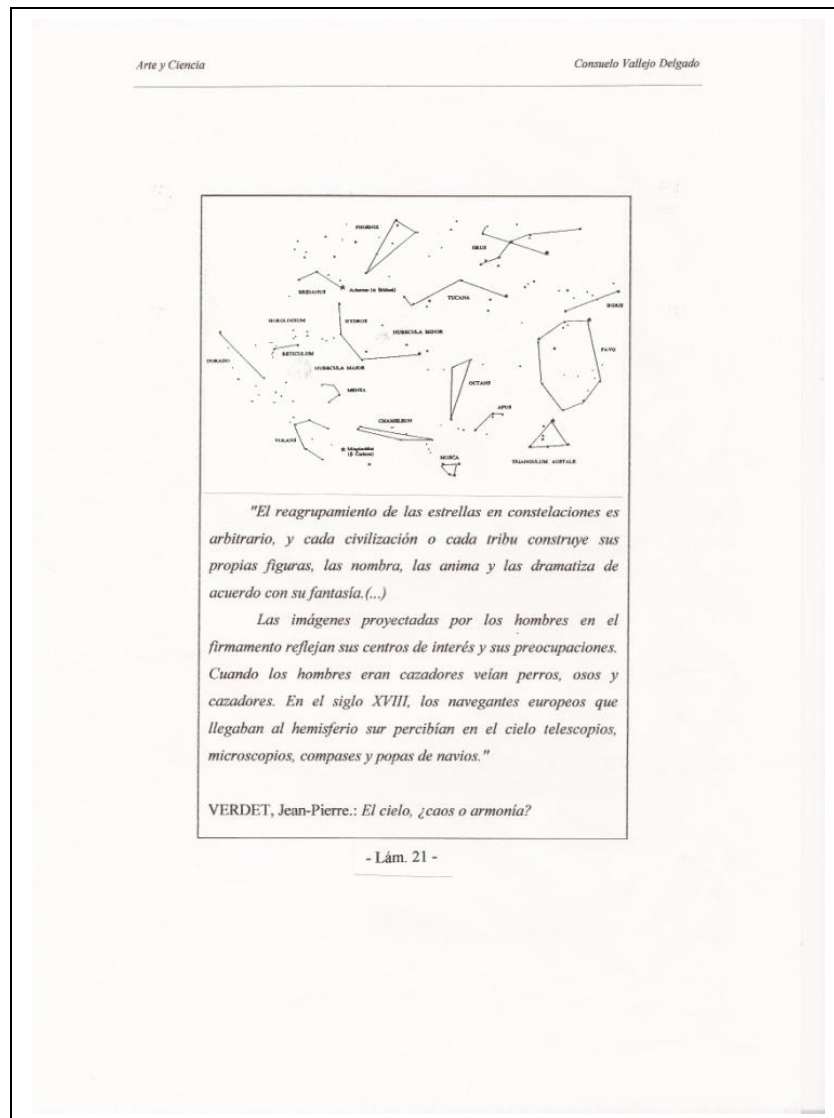 Arte y Ciencia
Consuelo Vallejo Delgado
PHOENIX
GRUS
ERIDANUS
Achernar (α Eridani)
TUCANA
INDUS
HOROLOGIUM
HYDRUS
NUBECULA MINOR
DORADO
RETICULUM
PAVO
NUBECULA MAJOR
MENSA
OCTANS
APUS
CHAMELEON
VOLANS
Miaplacidus
(β Carinae)
MUSCA
TRIANGULUM AUSTALE
"El reagrupamiento de las estrellas en constelaciones es
arbitrario, y cada civilización o cada tribu construye sus
propias figuras, las nombra, las anima y las dramatiza de
acuerdo con su fantasía.(...)
Las imágenes proyectadas por los hombres en el
firmamento reflejan sus centros de interés y sus preocupaciones.
Cuando los hombres eran cazadores veían perros, osos y
cazadores. En el siglo XVIII, los navegantes europeos que
llegaban al hemisferio sur percibían en el cielo telescopios,
microscopios, compases y popas de navios."
VERDET, Jean-Pierre.: El cielo, ¿caos o armonía?
- Lám. 21 -